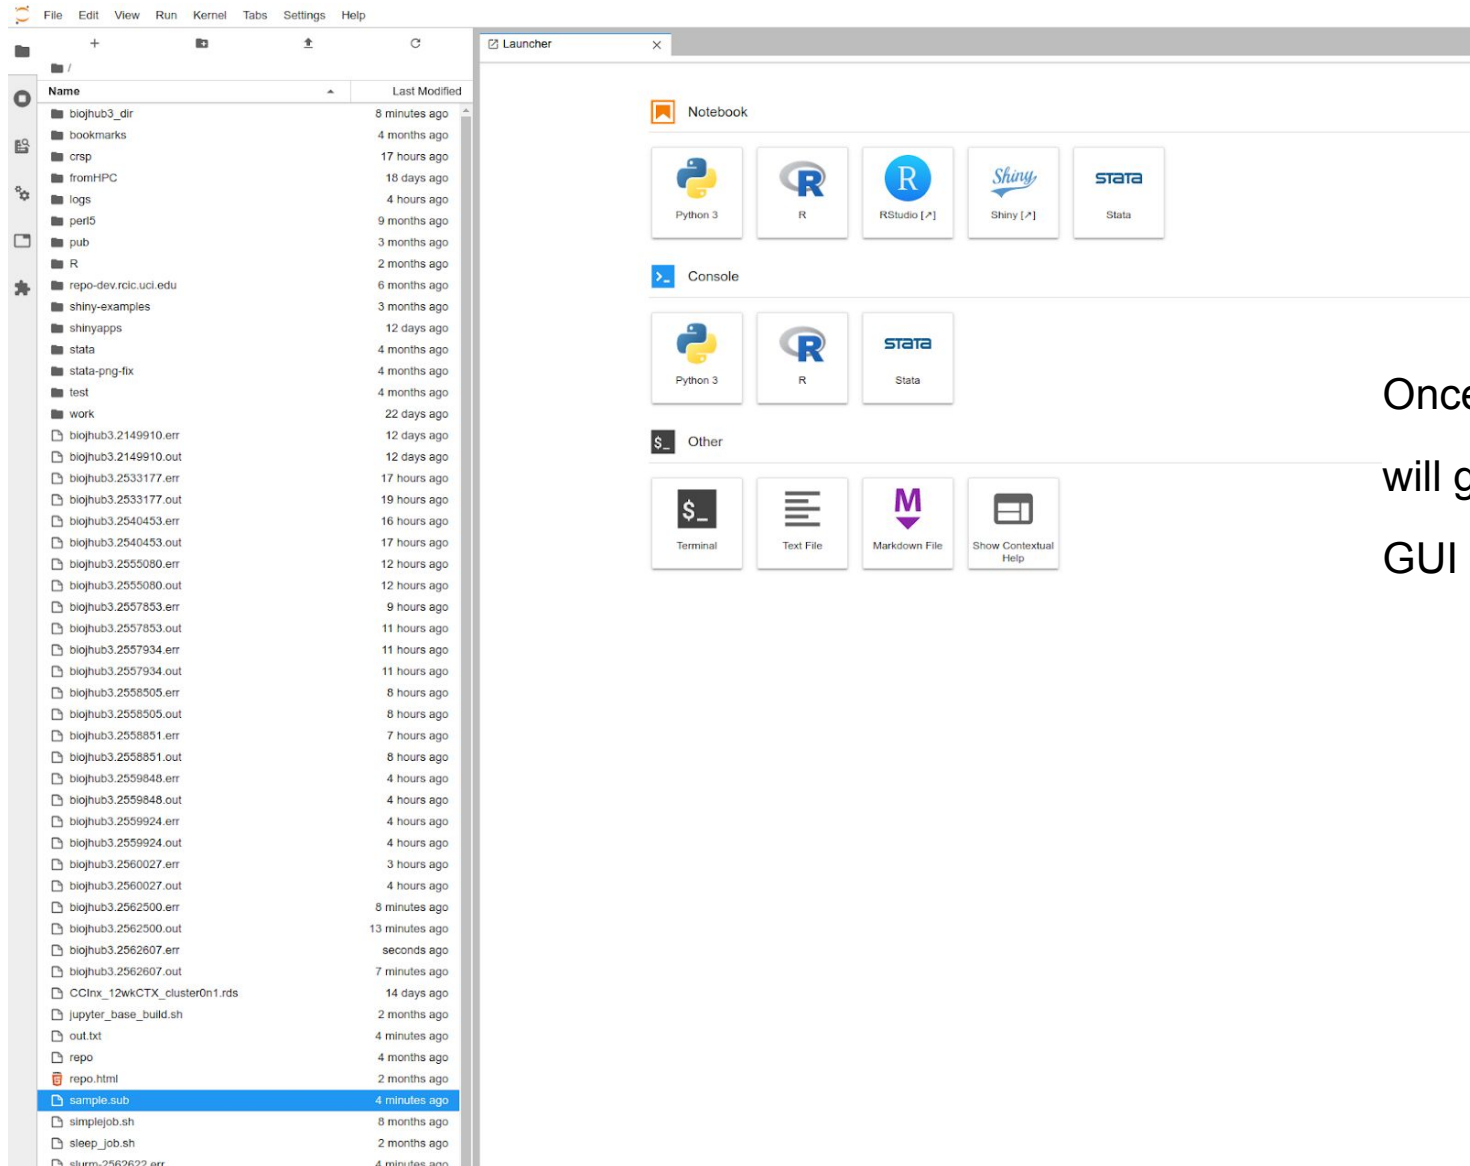 File Edit View Run Kernel Tabs Settings Help
Launcher
/
Name Last Modified
biojhub3_dir 8 minutes ago
bookmarks 4 months ago
crsp 17 hours ago
fromHPC 18 days ago
logs 4 hours ago
perl5 9 months ago
pub 3 months ago
R 2 months ago
repo-dev.rcic.uci.edu 6 months ago
shiny-examples 3 months ago
shinyapps 12 days ago
stata 4 months ago
stata-png-fix 4 months ago
test 4 months ago
work 22 days ago
biojhub3.2149910.err 12 days ago
biojhub3.2149910.out 12 days ago
biojhub3.2533177.err 17 hours ago
biojhub3.2533177.out 19 hours ago
biojhub3.2540453.err 16 hours ago
biojhub3.2540453.out 17 hours ago
biojhub3.2555080.err 12 hours ago
biojhub3.2555080.out 12 hours ago
biojhub3.2557853.err 9 hours ago
biojhub3.2557853.out 11 hours ago
biojhub3.2557934.err 11 hours ago
biojhub3.2557934.out 11 hours ago
biojhub3.2558505.err 8 hours ago
biojhub3.2558505.out 8 hours ago
biojhub3.2558851.err 7 hours ago
biojhub3.2558851.out 8 hours ago
biojhub3.2559848.err 4 hours ago
biojhub3.2559848.out 4 hours ago
biojhub3.2559924.err 4 hours ago
biojhub3.2559924.out 4 hours ago
biojhub3.2560027.err 3 hours ago
biojhub3.2560027.out 4 hours ago
biojhub3.2562500.err 8 minutes ago
biojhub3.2562500.out 13 minutes ago
biojhub3.2562607.err seconds ago
biojhub3.2562607.out 7 minutes ago
CCInx_12wkCTX_cluster0n1.rds 14 days ago
jupyter_base_build.sh 2 months ago
out.txt 4 minutes ago
repo 4 months ago
repo.html 2 months ago
sample.sub 4 minutes ago
simplejob.sh 8 months ago
sleep_job.sh 2 months ago
slurm-2562622.err 4 minutes ago
Notebook
R Shiny stata
Python 3 R RStudio [↗] Shiny [↗] Stata
>_ Console
R stata
Python 3 R Stata
$_ Other
$_ M
Terminal Text File Markdown File Show Contextual
Help
Once
will g
GUI